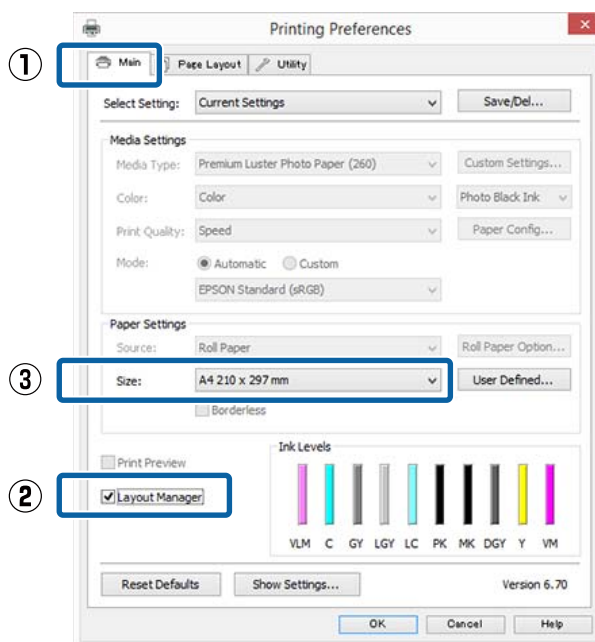 Printing Preferences
①
Main Page Layout Utility
Select Setting: Current Settings Save/Del...
Media Settings
Media Type: Premium Luster Photo Paper (260) Custom Settings...
Color: Color Photo Black Ink
Print Quality: Speed Paper Config...
Mode: Automatic Custom
EPSON Standard (sRGB)
Paper Settings
Source: Roll Paper Roll Paper Option...
③
Size: A4 210 x 297 mm User Defined...
Borderless
Print Preview
②
Layout Manager
Ink Levels
VLM C GY LGY LC PK MK DGY Y VM
Reset Defaults Show Settings... Version 6.70
OK Cancel Help